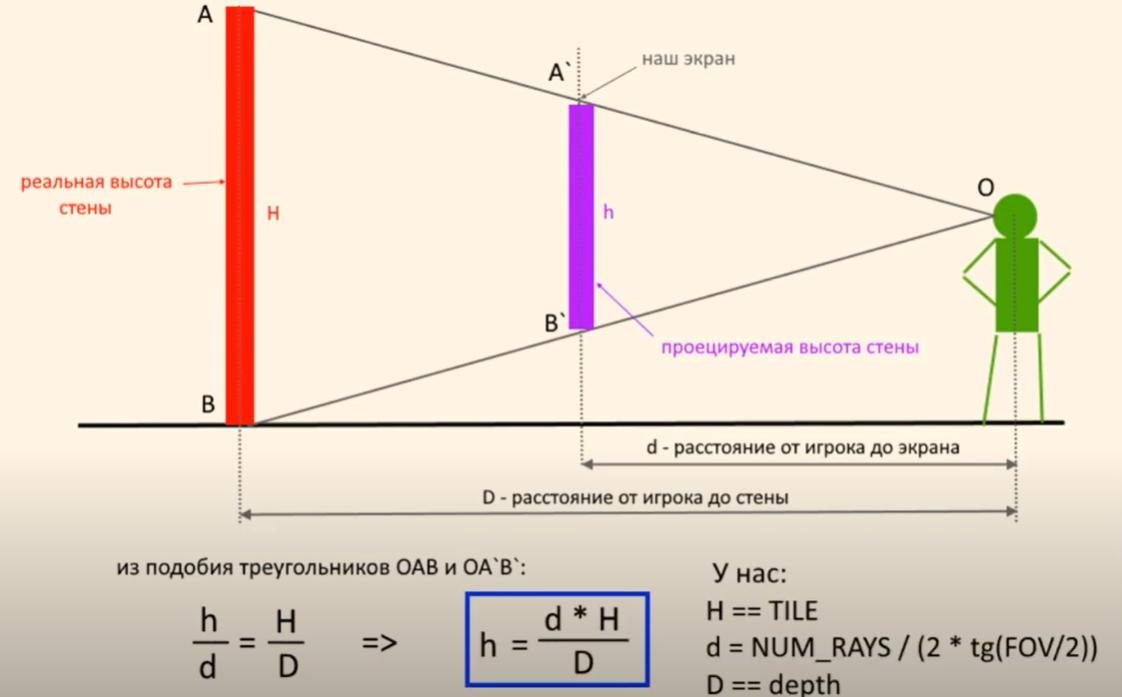 A
A`
наш экран
реальная высота
стены
H
h
O
B`
проецируемая высота стены
B
d - расстояние от игрока до экрана
D - расстояние от игрока до стены
из подобия треугольников OAB и OA`B`:
h/d = H/D => h = d * H/D
У нас:
H == TILE
d = NUM_RAYS / (2 * tg(FOV/2))
D == depth